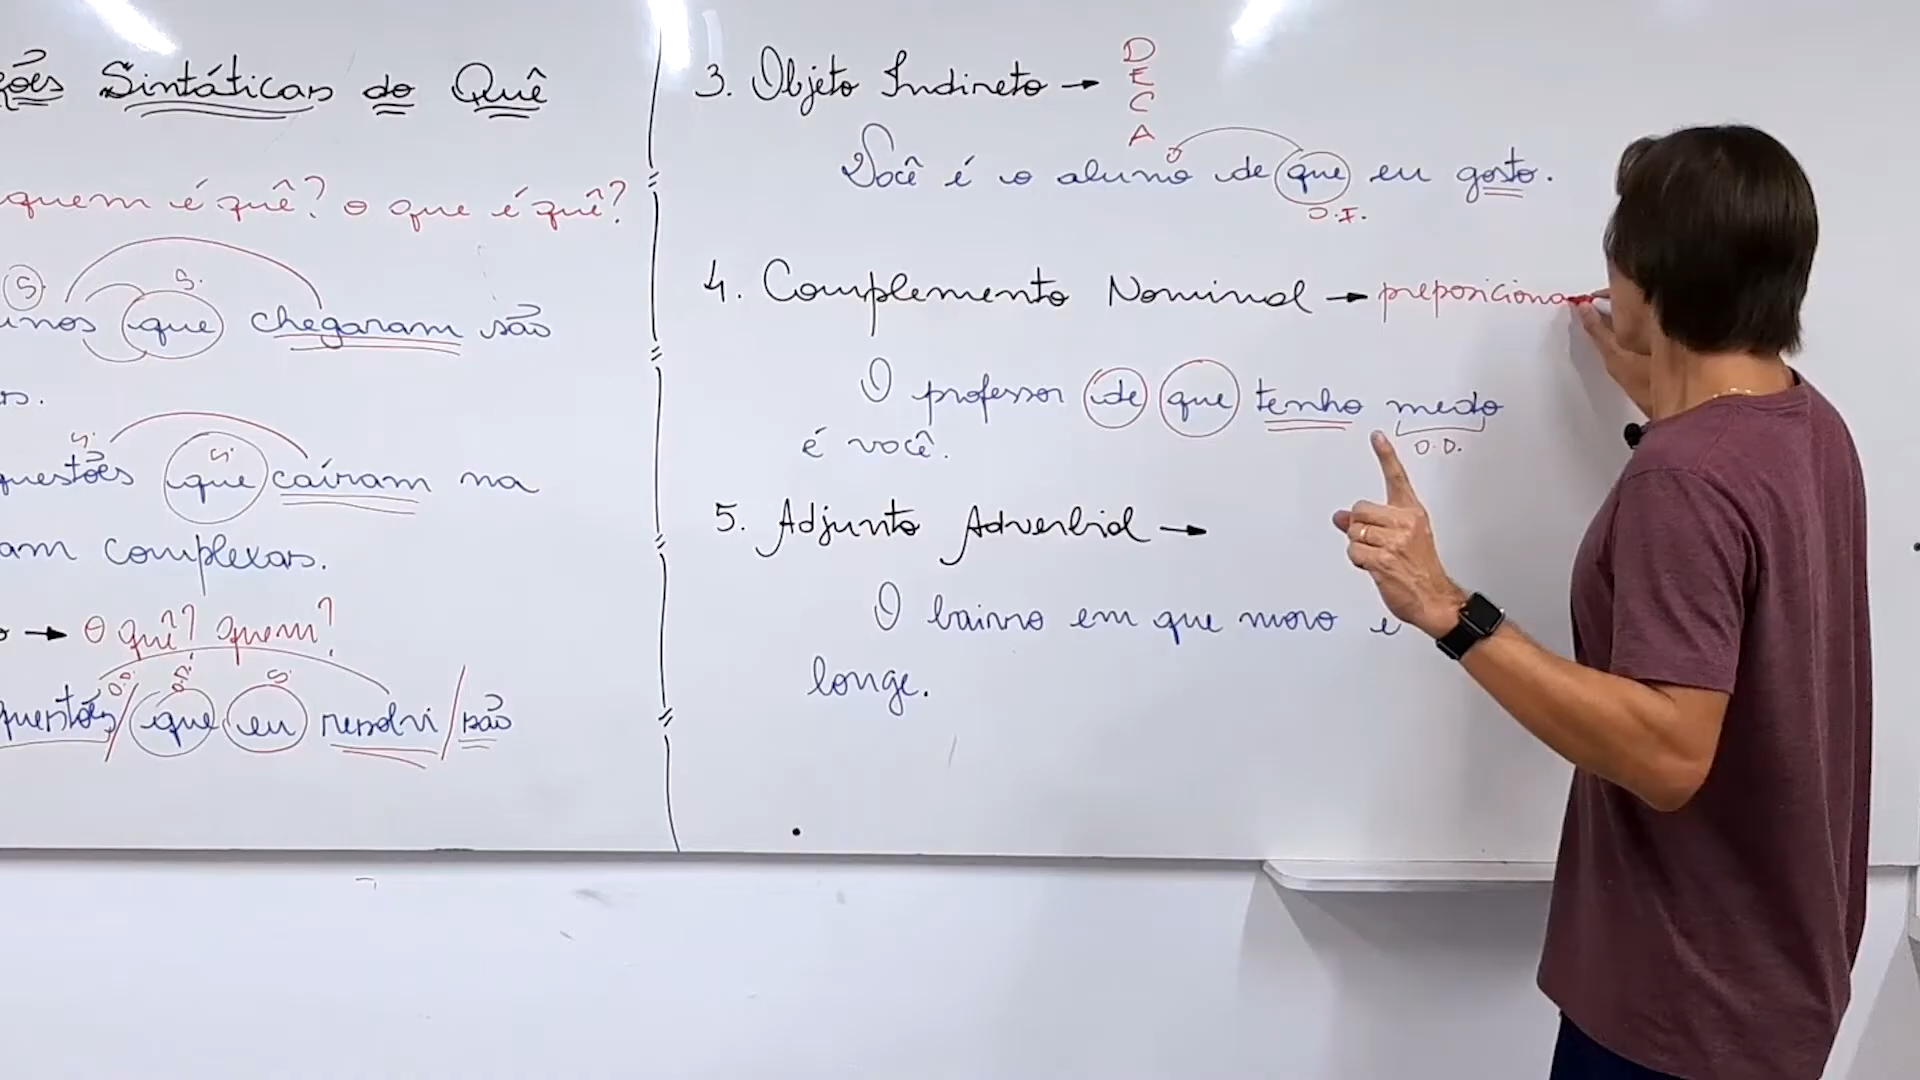 Sintáticas do Quê
quem é quê? o que é quê?
S.
S.
que chegaram são
S.
S.
que caíram na
complexas.
→ O quê? quem?
O.D.
O.D.
S.
que eu resolvi / são
3. Objeto Indireto →
D
E
C
A
Você é o aluno de que eu gosto.
O.I.
4. Complemento Nominal → preposiciona
O professor de que tenho medo
O.D.
é você.
5. Adjunto Adverbial →
O bairro em que moro é
longe.